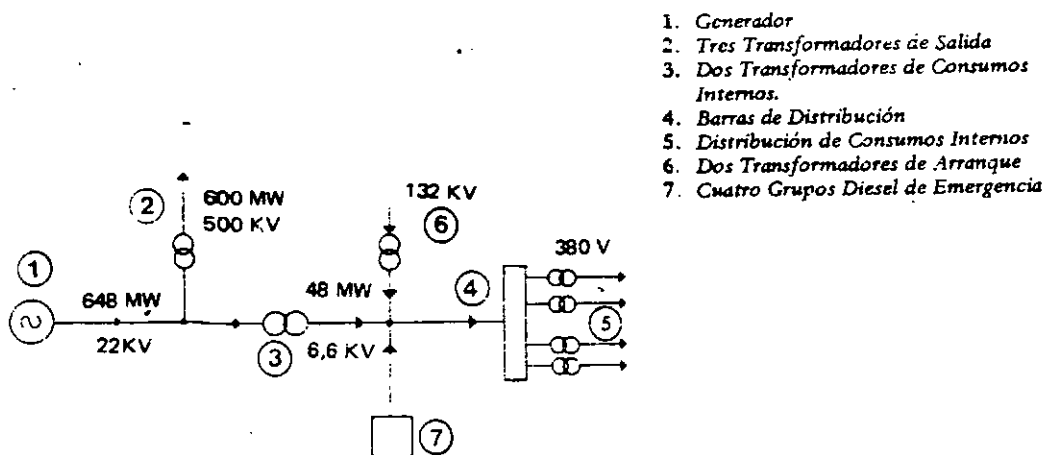 1. Generador
2. Tres Transformadores de Salida
3. Dos Transformadores de Consumos
Internos.
4. Barras de Distribución
5. Distribución de Consumos Internos
6. Dos Transformadores de Arranque
7. Cuatro Grupos Diesel de Emergencia
2
600 MW
500 KV
132 KV
6
380 V
1
648 MW
22KV
3
48 MW
6,6 KV
4
5
7